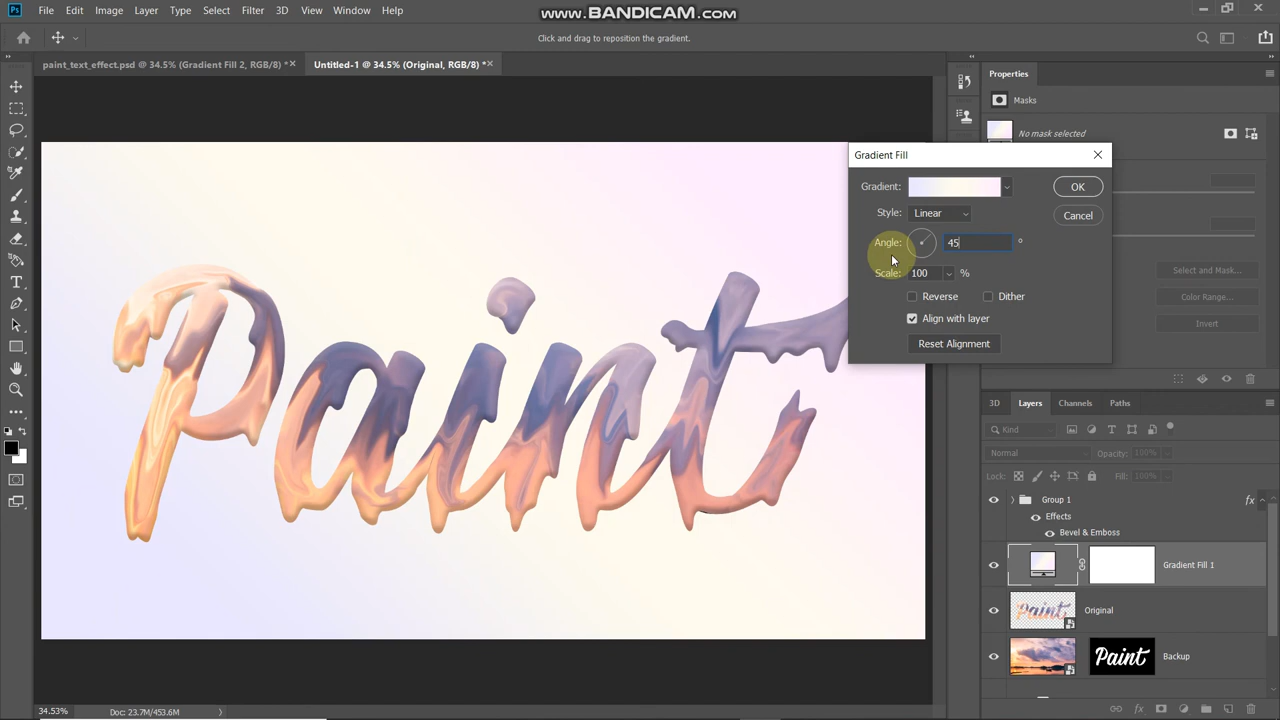 www.BANDICAM.com
Ps File Edit Image Layer Type Select Filter 3D View Window Help
Click and drag to reposition the gradient.
paint_text_effect.psd @ 34.5% (Gradient Fill 2, RGB/8) *
Untitled-1 @ 34.5% (Original, RGB/8) *
Properties
Masks
No mask selected
Gradient Fill
Gradient:
OK
Style: Linear
Cancel
Angle: 45 °
Scale: 100 %
Reverse Dither
Align with layer
Reset Alignment
Select and Mask...
Color Range...
Invert
Paint
3D Layers Channels Paths
Kind
Normal Opacity: 100%
Lock: Fill: 100%
Group 1 fx
Effects
Bevel & Emboss
Gradient Fill 1
Paint Original
Paint Backup
34.53% Doc: 23.7M/453.6M